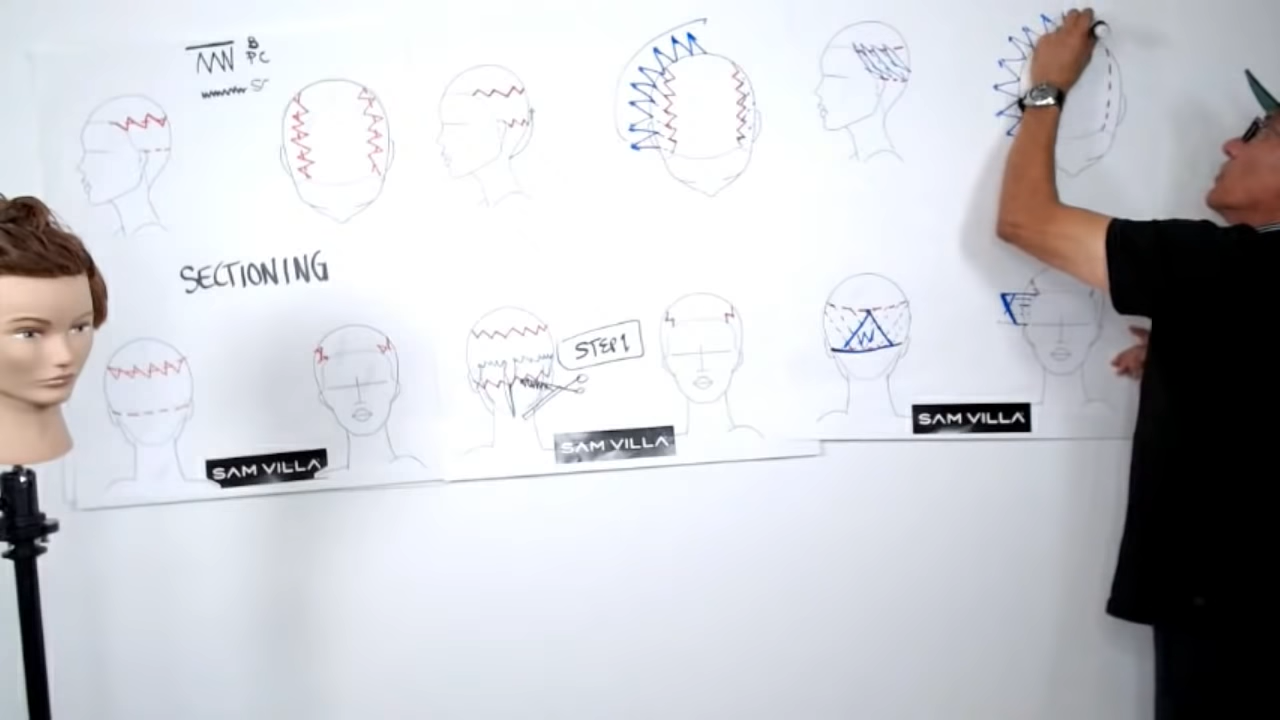 B
PC
SC
SECTIONING
STEP 1
SAM VILLA
SAM VILLA
SAM VILLA